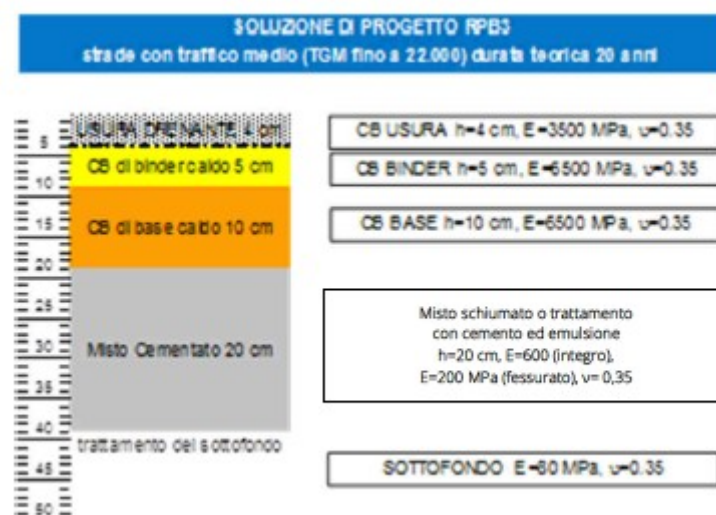 SOLUZIONE DI PROGETTO RPB3
strade con traffico medio (TGM fino a 22.000) durata teorica 20 anni
5
10
15
20
25
30
35
40
45
50
USURA DRENANTE 4 cm
CB di binder caldo 5 cm
CB di base caldo 10 cm
Misto Cementato 20 cm
trattamento del sottofondo
CB USURA h=4 cm, E=3500 MPa, υ=0.35
CB BINDER h=5 cm, E=6500 MPa, υ=0.35
CB BASE h=10 cm, E=6500 MPa, υ=0.35
Misto schiumato o trattamento
con cemento ed emulsione
h=20 cm, E=600 (integro),
E=200 MPa (fessurato), ν= 0,35
SOTTOFONDO E=80 MPa, υ=0.35